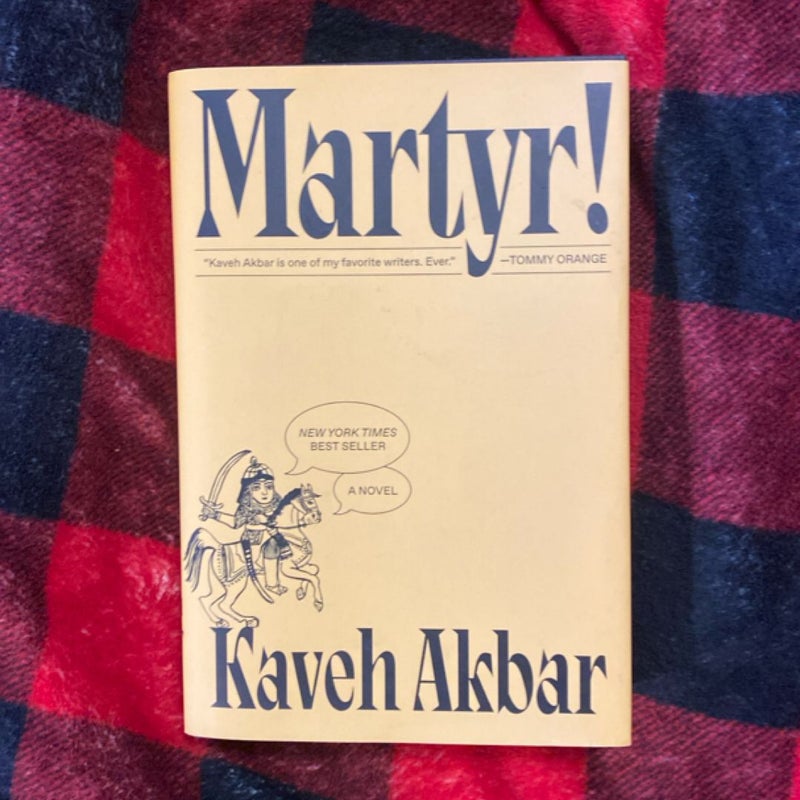 Martyr!
"Kaveh Akbar is one of my favorite writers. Ever." —TOMMY ORANGE
NEW YORK TIMES
BEST SELLER
A NOVEL
Kaveh Akbar